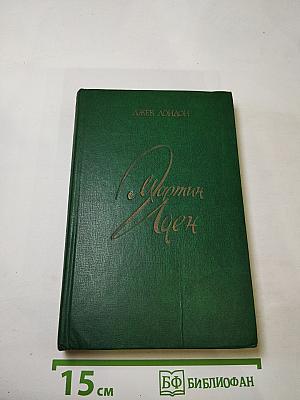 ДЖЕК ЛОНДОН
Мартин
Иден
15 см
БФ БИБЛИОФАН